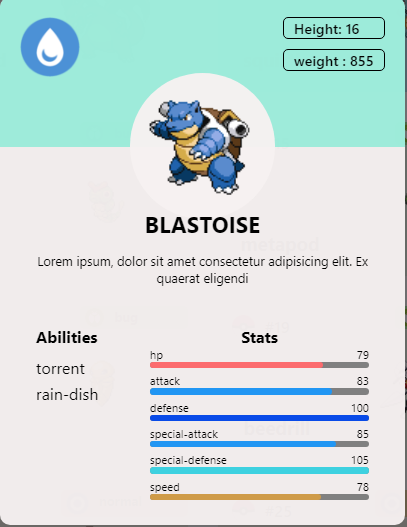 Height: 16
weight : 855
BLASTOISE
Lorem ipsum, dolor sit amet consectetur adipisicing elit. Ex
quaerat eligendi
Abilities
torrent
rain-dish
Stats
hp 79
attack 83
defense 100
special-attack 85
special-defense 105
speed 78